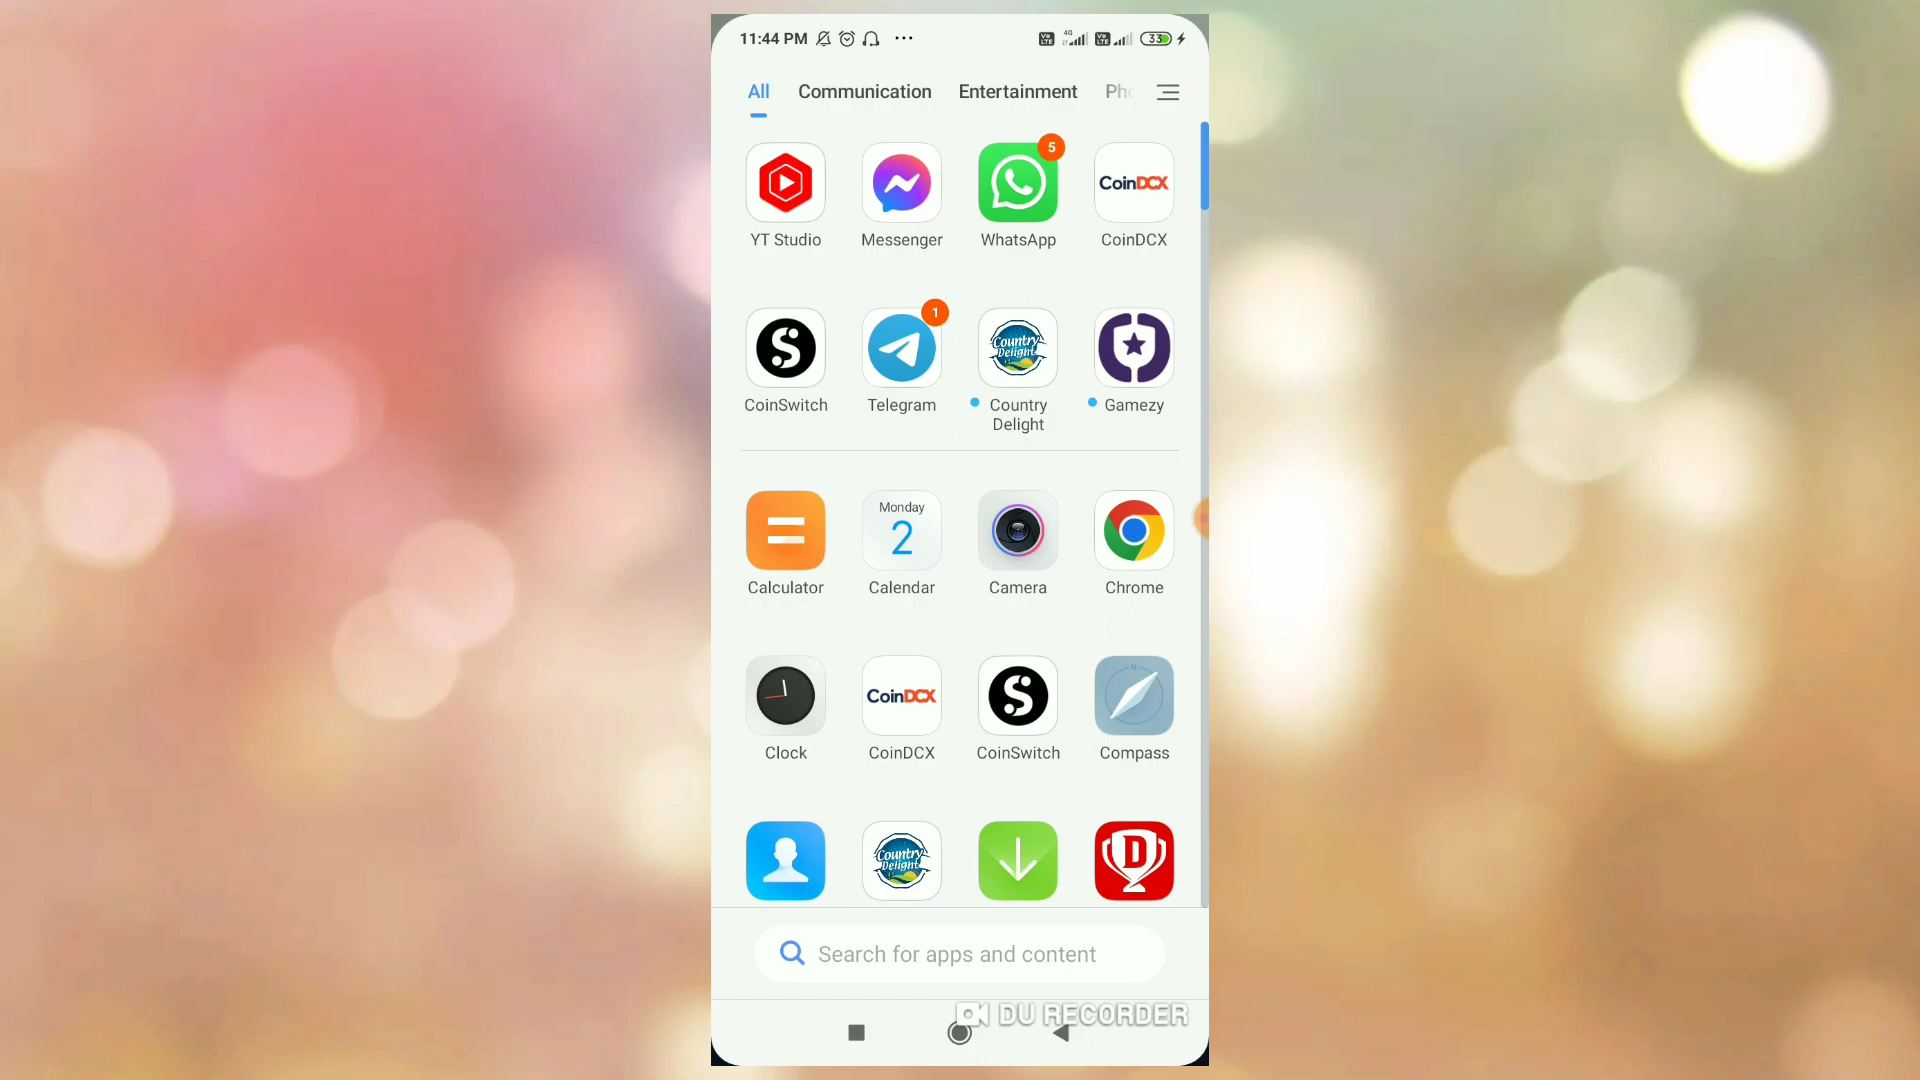 11:44 PM
33
All Communication Entertainment Pho
5
CoinDCX
YT Studio Messenger WhatsApp CoinDCX
1
Country Delight
CoinSwitch Telegram Country Delight Gamezy
Monday
2
Calculator Calendar Camera Chrome
CoinDCX
N
Clock CoinDCX CoinSwitch Compass
Country Delight
D
Search for apps and content
DU RECORDER